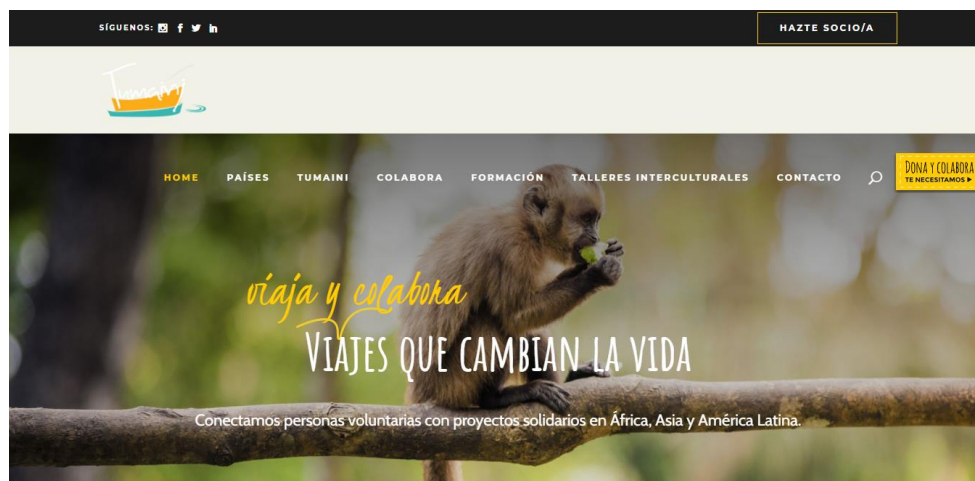 SÍGUENOS:
HAZTE SOCIO/A
Tumaini
HOME PAÍSES TUMAINI COLABORA FORMACIÓN TALLERES INTERCULTURALES CONTACTO
DONA Y COLABORA
TE NECESITAMOS
viaja y colabora
VIAJES QUE CAMBIAN LA VIDA
Conectamos personas voluntarias con proyectos solidarios en África, Asia y América Latina.